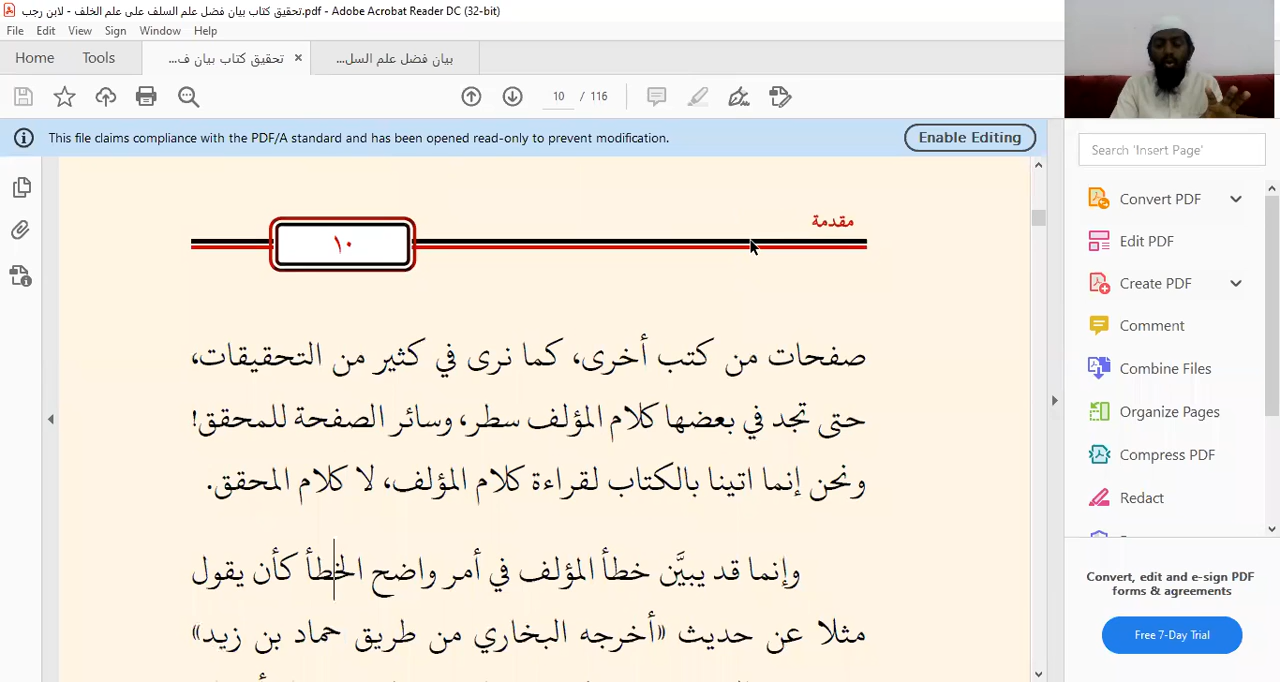 تحقيق كتاب بيان فضل علم السلف على علم الخلف - لابن رجب.pdf - Adobe Acrobat Reader DC (32-bit)
File Edit View Sign Window Help
Home Tools تحقيق كتاب بيان ف... × بيان فضل علم السل...
10 / 116
This file claims compliance with the PDF/A standard and has been opened read-only to prevent modification. Enable Editing
مقدمة
١٠
صفحات من كتب أخرى، كما نرى في كثير من التحقيقات،
حتى تجد في بعضها كلام المؤلف سطر، وسائر الصفحة للمحقق!
ونحن إنما اتينا بالكتاب لقراءة كلام المؤلف، لا كلام المحقق.
وإنما قد يبيَّن خطأ المؤلف في أمر واضح الخطأ كأن يقول
مثلا عن حديث «أخرجه البخاري من طريق حماد بن زيد»
Search 'Insert Page'
Convert PDF
Edit PDF
Create PDF
Comment
Combine Files
Organize Pages
Compress PDF
Redact
Convert, edit and e-sign PDF
forms & agreements
Free 7-Day Trial